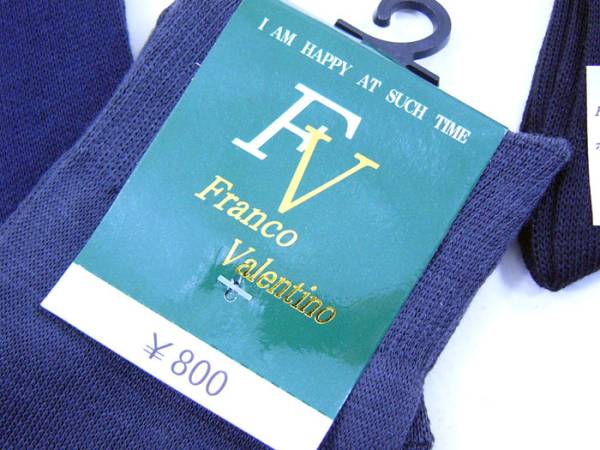 I AM HAPPY AT SUCH TIME
FV
Franco
Valentino
¥800